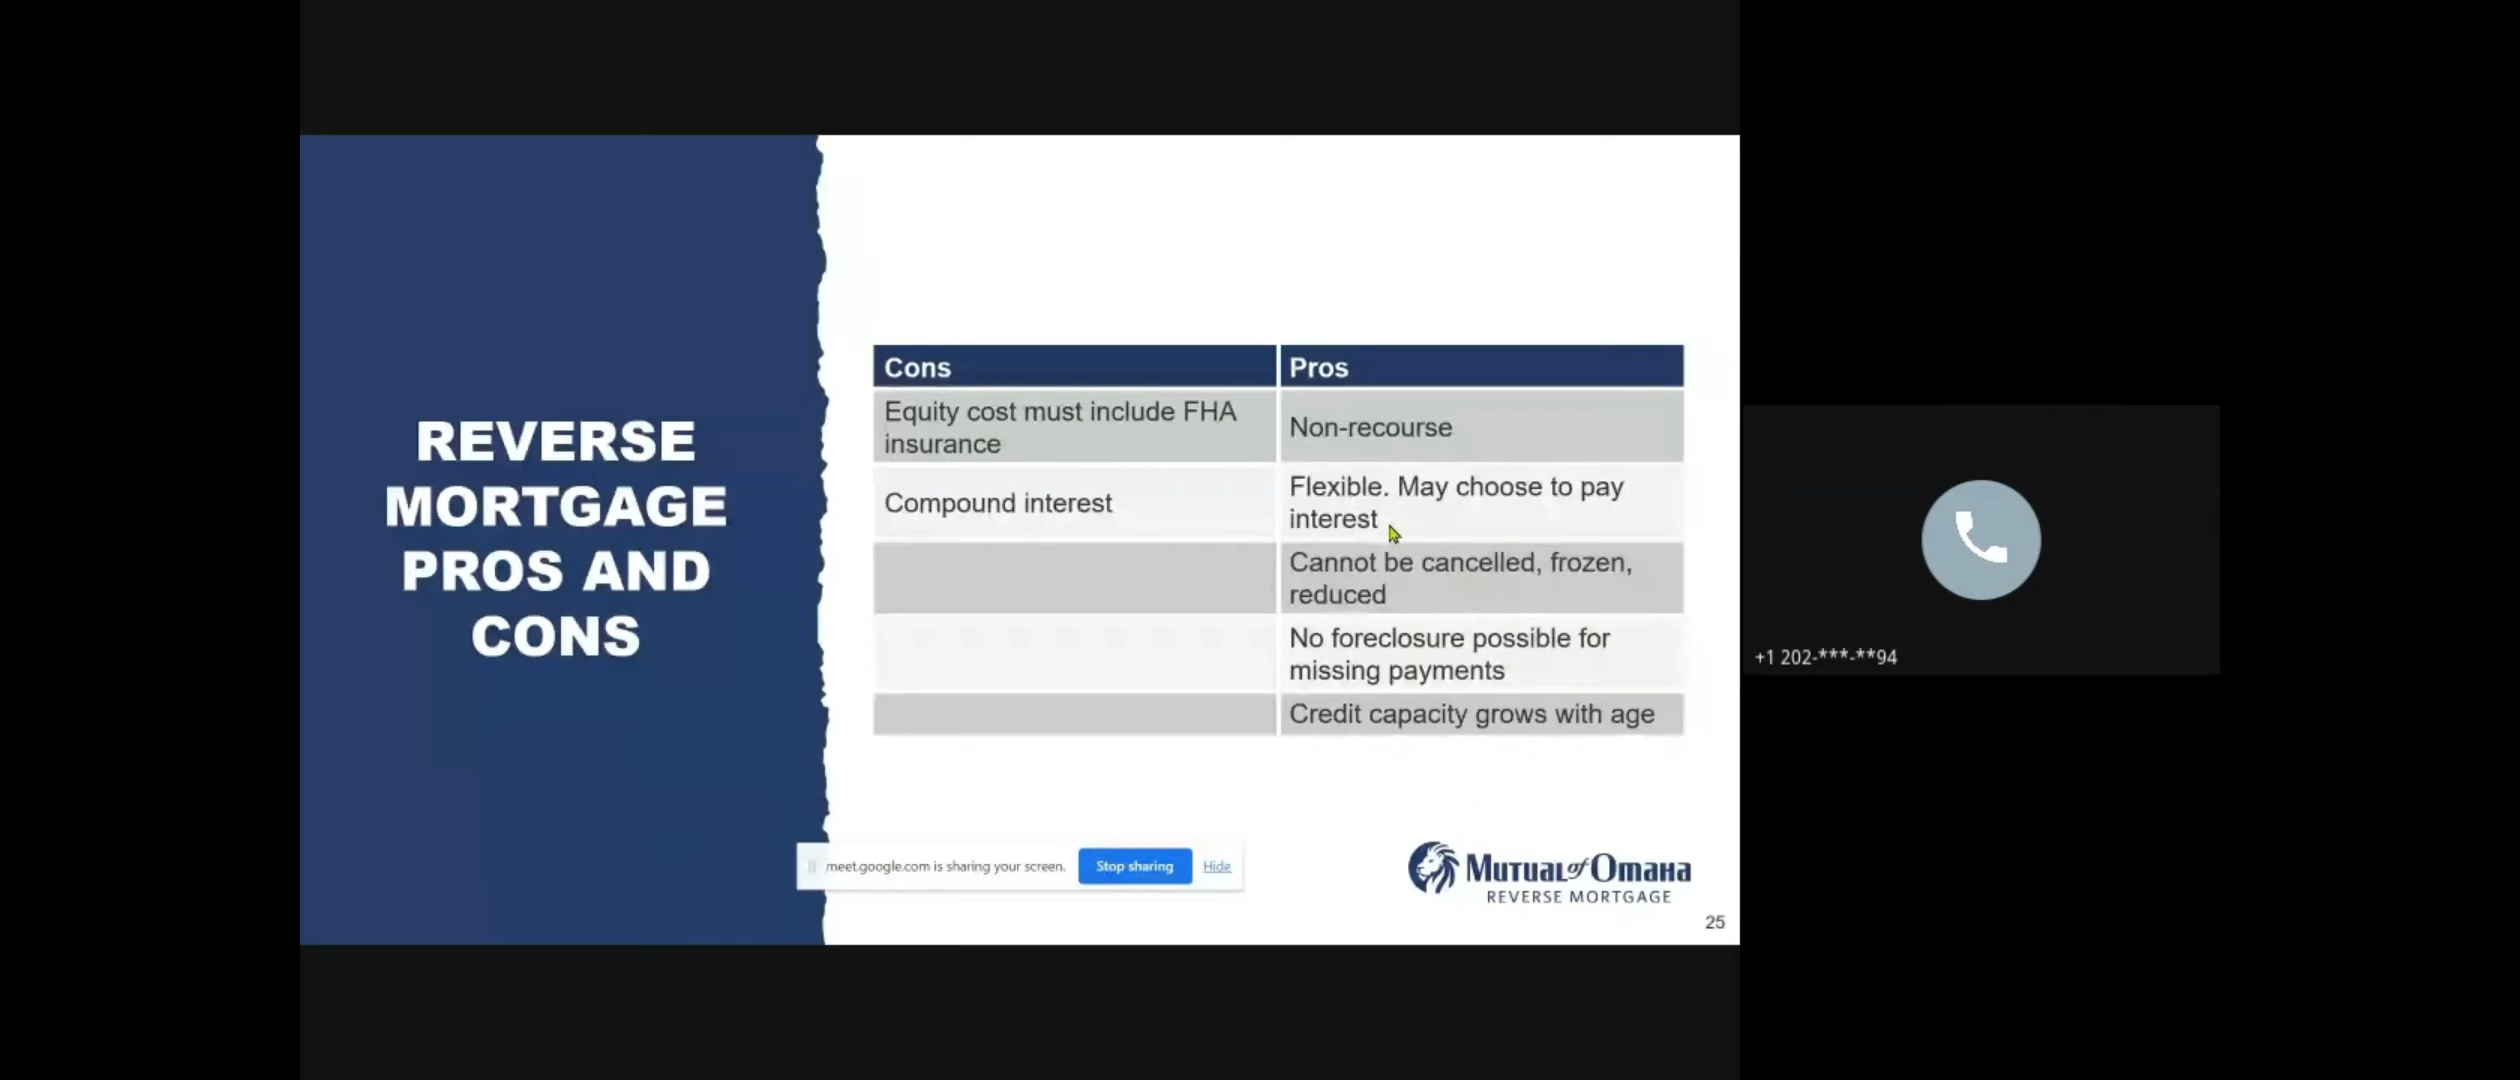 REVERSE
MORTGAGE
PROS AND
CONS
Cons
Pros
Equity cost must include FHA
insurance
Non-recourse
Compound interest
Flexible. May choose to pay
interest
Cannot be cancelled, frozen,
reduced
No foreclosure possible for
missing payments
Credit capacity grows with age
meet.google.com is sharing your screen.
Stop sharing
Hide
Mutual of Omaha
REVERSE MORTGAGE
25
+1 202-***-**94